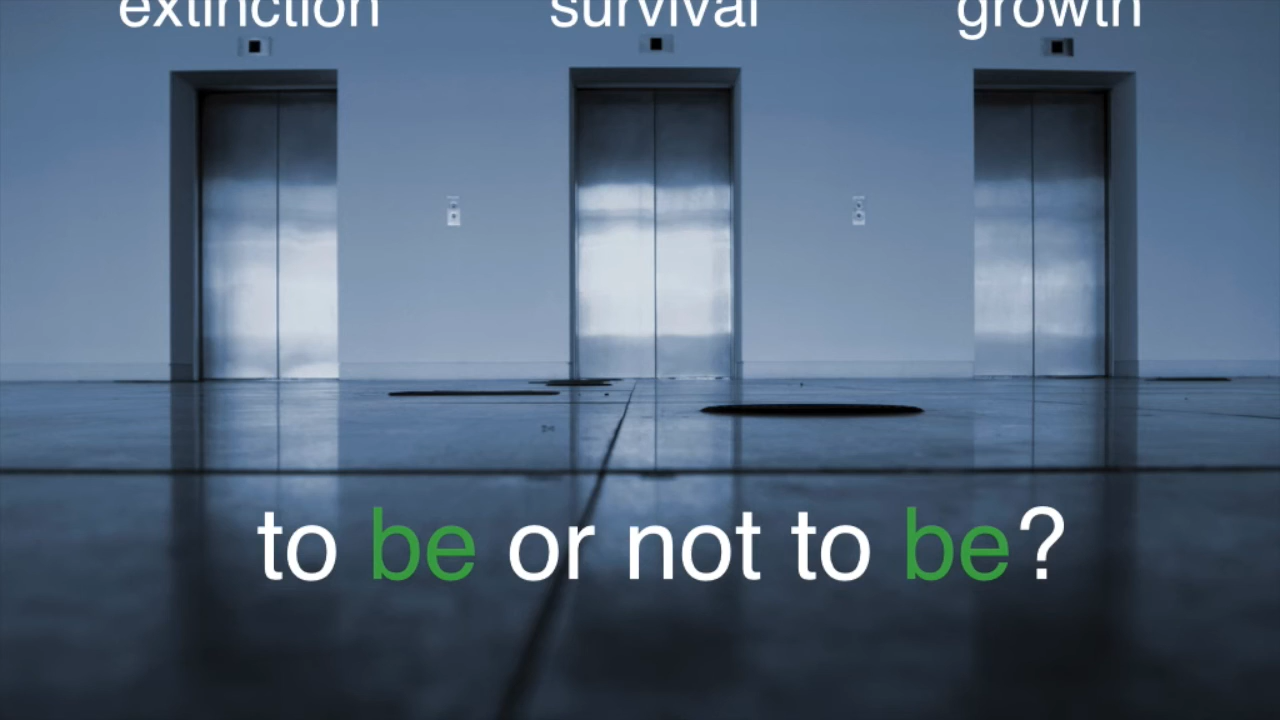 extinction survival growth
to be or not to be?